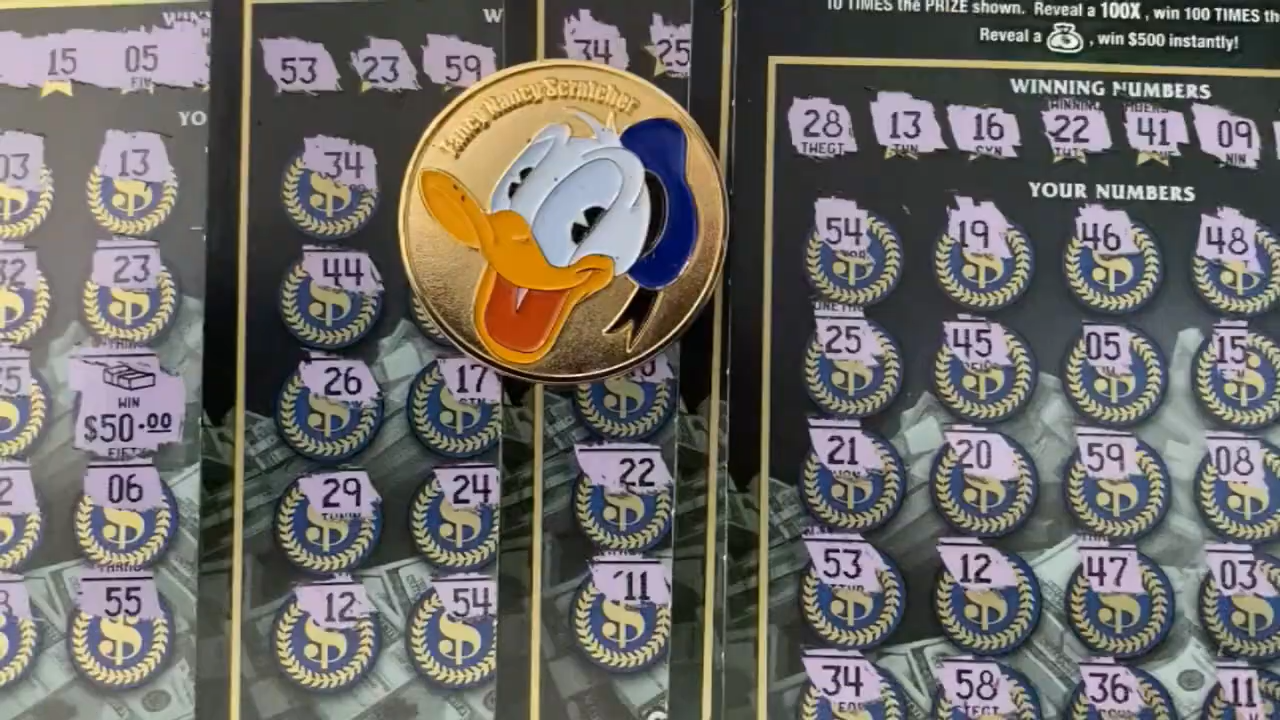 10 TIMES the PRIZE shown. Reveal a 100X, win 100 TIMES th
Reveal a , win $500 instantly!
WINNING NUMBERS
28 13 16 22 41 09
THEGT
YOUR NUMBERS
54 19 46 48
25 45 05 15
21 20 59 08
53 12 47 03
34 58 36 11
Nancy Scratcher
34 25
22
11
W
53 23 59
34
44
26 17
29 24
12 54
15 05
YO
03 13
32 23
WIN
$50.00
FIFTY
06
55